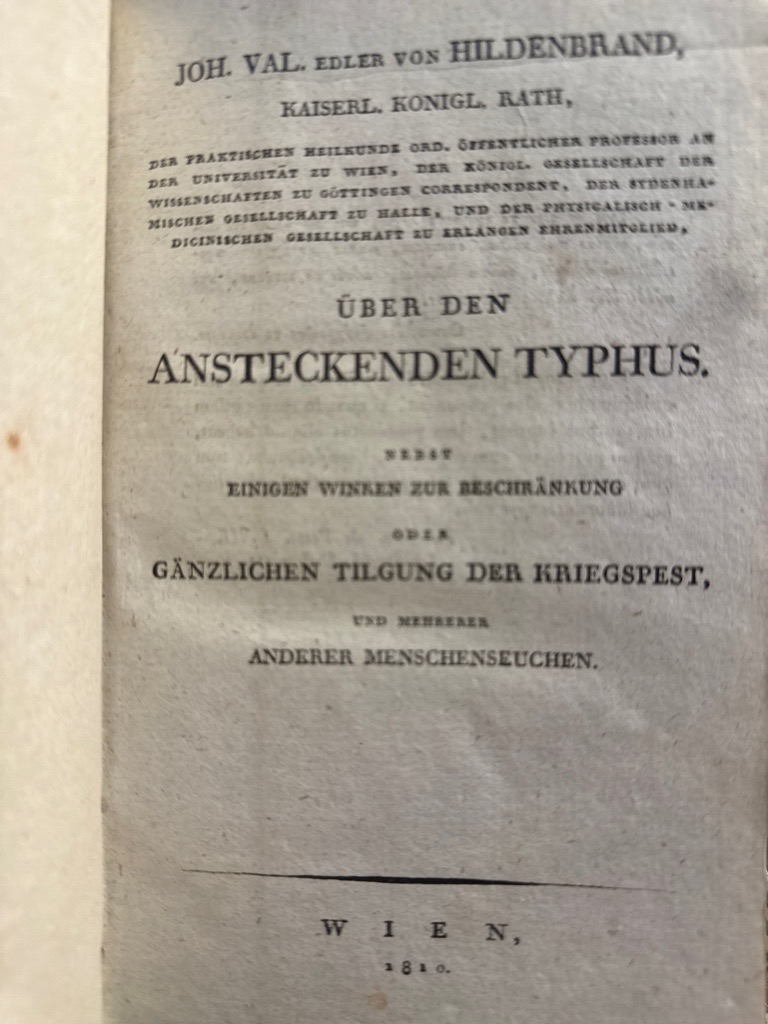 JOH. VAL. EDLER VON HILDENBRAND,
KAISERL. KONIGL. RATH,
DER PRAKTISCHEN HEILKUNDE ORD. ÖFFENTLICHER PROFESSOR AN
DER UNIVERSITÄT ZU WIEN, DER KÖNIGL. GESELLSCHAFT DER
WISSENSCHAFTEN ZU GÖTTINGEN CORRESPONDENT, DER SYDENHA-
MISCHEN GESELLSCHAFT ZU HALLE, UND DER PHYSICALISCH-ME-
DICINISCHEN GESELLSCHAFT ZU ERLANGEN EHRENMITGLIED,
ÜBER DEN
ANSTECKENDEN TYPHUS.
NEBST
EINIGEN WINKEN ZUR BESCHRÄNKUNG
ODER
GÄNZLICHEN TILGUNG DER KRIEGSPEST,
UND MEHRERER
ANDERER MENSCHENSEUCHEN.
WIEN,
1810.